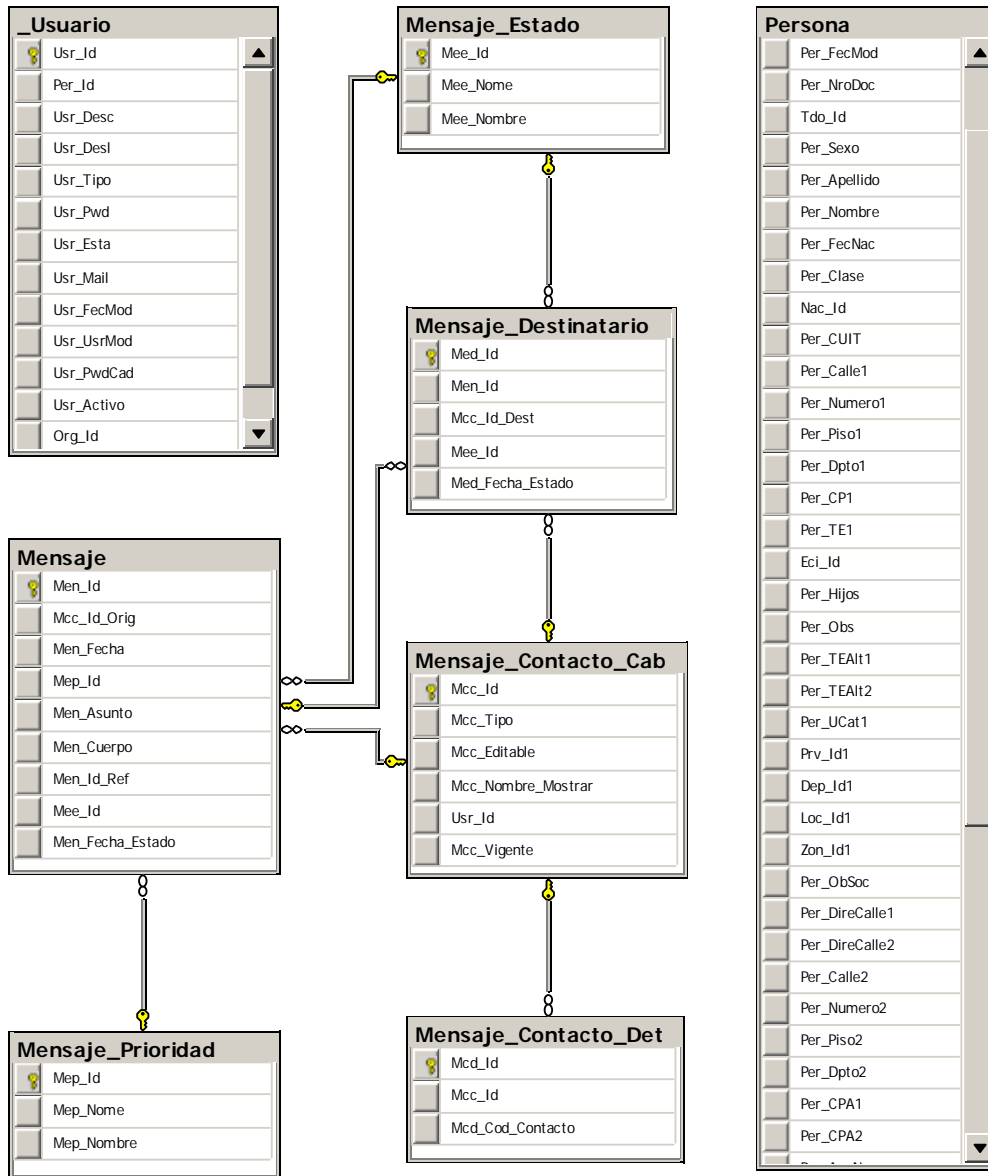 _Usuario
Usr_Id
Per_Id
Usr_Desc
Usr_Desl
Usr_Tipo
Usr_Pwd
Usr_Esta
Usr_Mail
Usr_FecMod
Usr_UsrMod
Usr_PwdCad
Usr_Activo
Org_Id
Mensaje_Estado
Mee_Id
Mee_Nome
Mee_Nombre
Mensaje_Destinatario
Med_Id
Men_Id
Mcc_Id_Dest
Mee_Id
Med_Fecha_Estado
Mensaje
Men_Id
Mcc_Id_Orig
Men_Fecha
Mep_Id
Men_Asunto
Men_Cuerpo
Men_Id_Ref
Mee_Id
Men_Fecha_Estado
Mensaje_Contacto_Cab
Mcc_Id
Mcc_Tipo
Mcc_Editable
Mcc_Nombre_Mostrar
Usr_Id
Mcc_Vigente
Mensaje_Prioridad
Mep_Id
Mep_Nome
Mep_Nombre
Mensaje_Contacto_Det
Mcd_Id
Mcc_Id
Mcd_Cod_Contacto
Persona
Per_FecMod
Per_NroDoc
Tdo_Id
Per_Sexo
Per_Apellido
Per_Nombre
Per_FecNac
Per_Clase
Nac_Id
Per_CUIT
Per_Calle1
Per_Numero1
Per_Piso1
Per_Dpto1
Per_CP1
Per_TE1
Eci_Id
Per_Hijos
Per_Obs
Per_TEAlt1
Per_TEAlt2
Per_UCat1
Prv_Id1
Dep_Id1
Loc_Id1
Zon_Id1
Per_ObSoc
Per_DireCalle1
Per_DireCalle2
Per_Calle2
Per_Numero2
Per_Piso2
Per_Dpto2
Per_CPA1
Per_CPA2